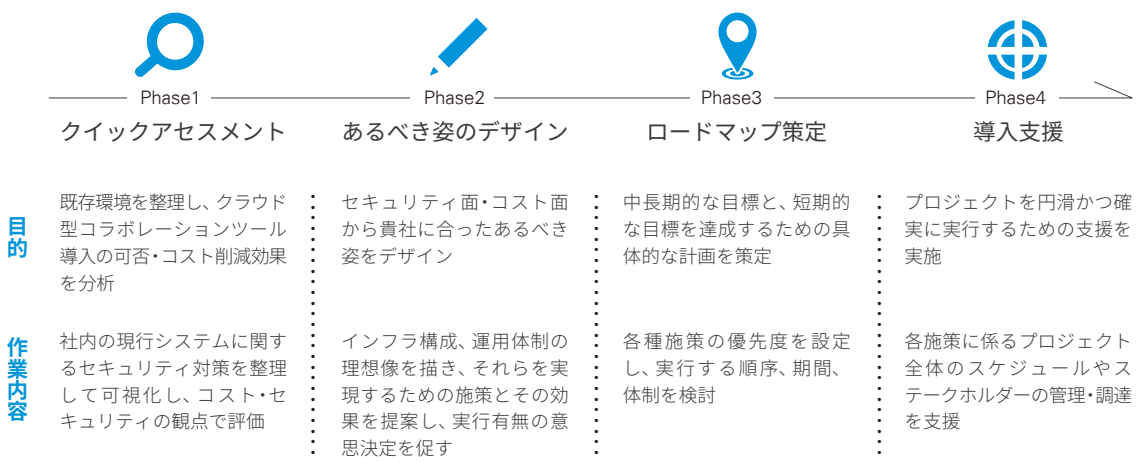 Phase1
Phase2
Phase3
Phase4
クイックアセスメント
あるべき姿のデザイン
ロードマップ策定
導入支援
目的
既存環境を整理し、クラウド
型コラボレーションツール
導入の可否・コスト削減効果
を分析
セキュリティ面・コスト面
から貴社に合ったあるべき
姿をデザイン
中長期的な目標と、短期的
な目標を達成するための具
体的な計画を策定
プロジェクトを円滑かつ確
実に実行するための支援を
実施
作業内容
社内の現行システムに関す
るセキュリティ対策を整理
して可視化し、コスト・セ
キュリティの観点で評価
インフラ構成、運用体制の
理想像を描き、それらを実
現するための施策とその効
果を提案し、実行有無の意
思決定を促す
各種施策の優先度を設定
し、実行する順序、期間、
体制を検討
各施策に係るプロジェクト
全体のスケジュールやス
テークホルダーの管理・調達
を支援